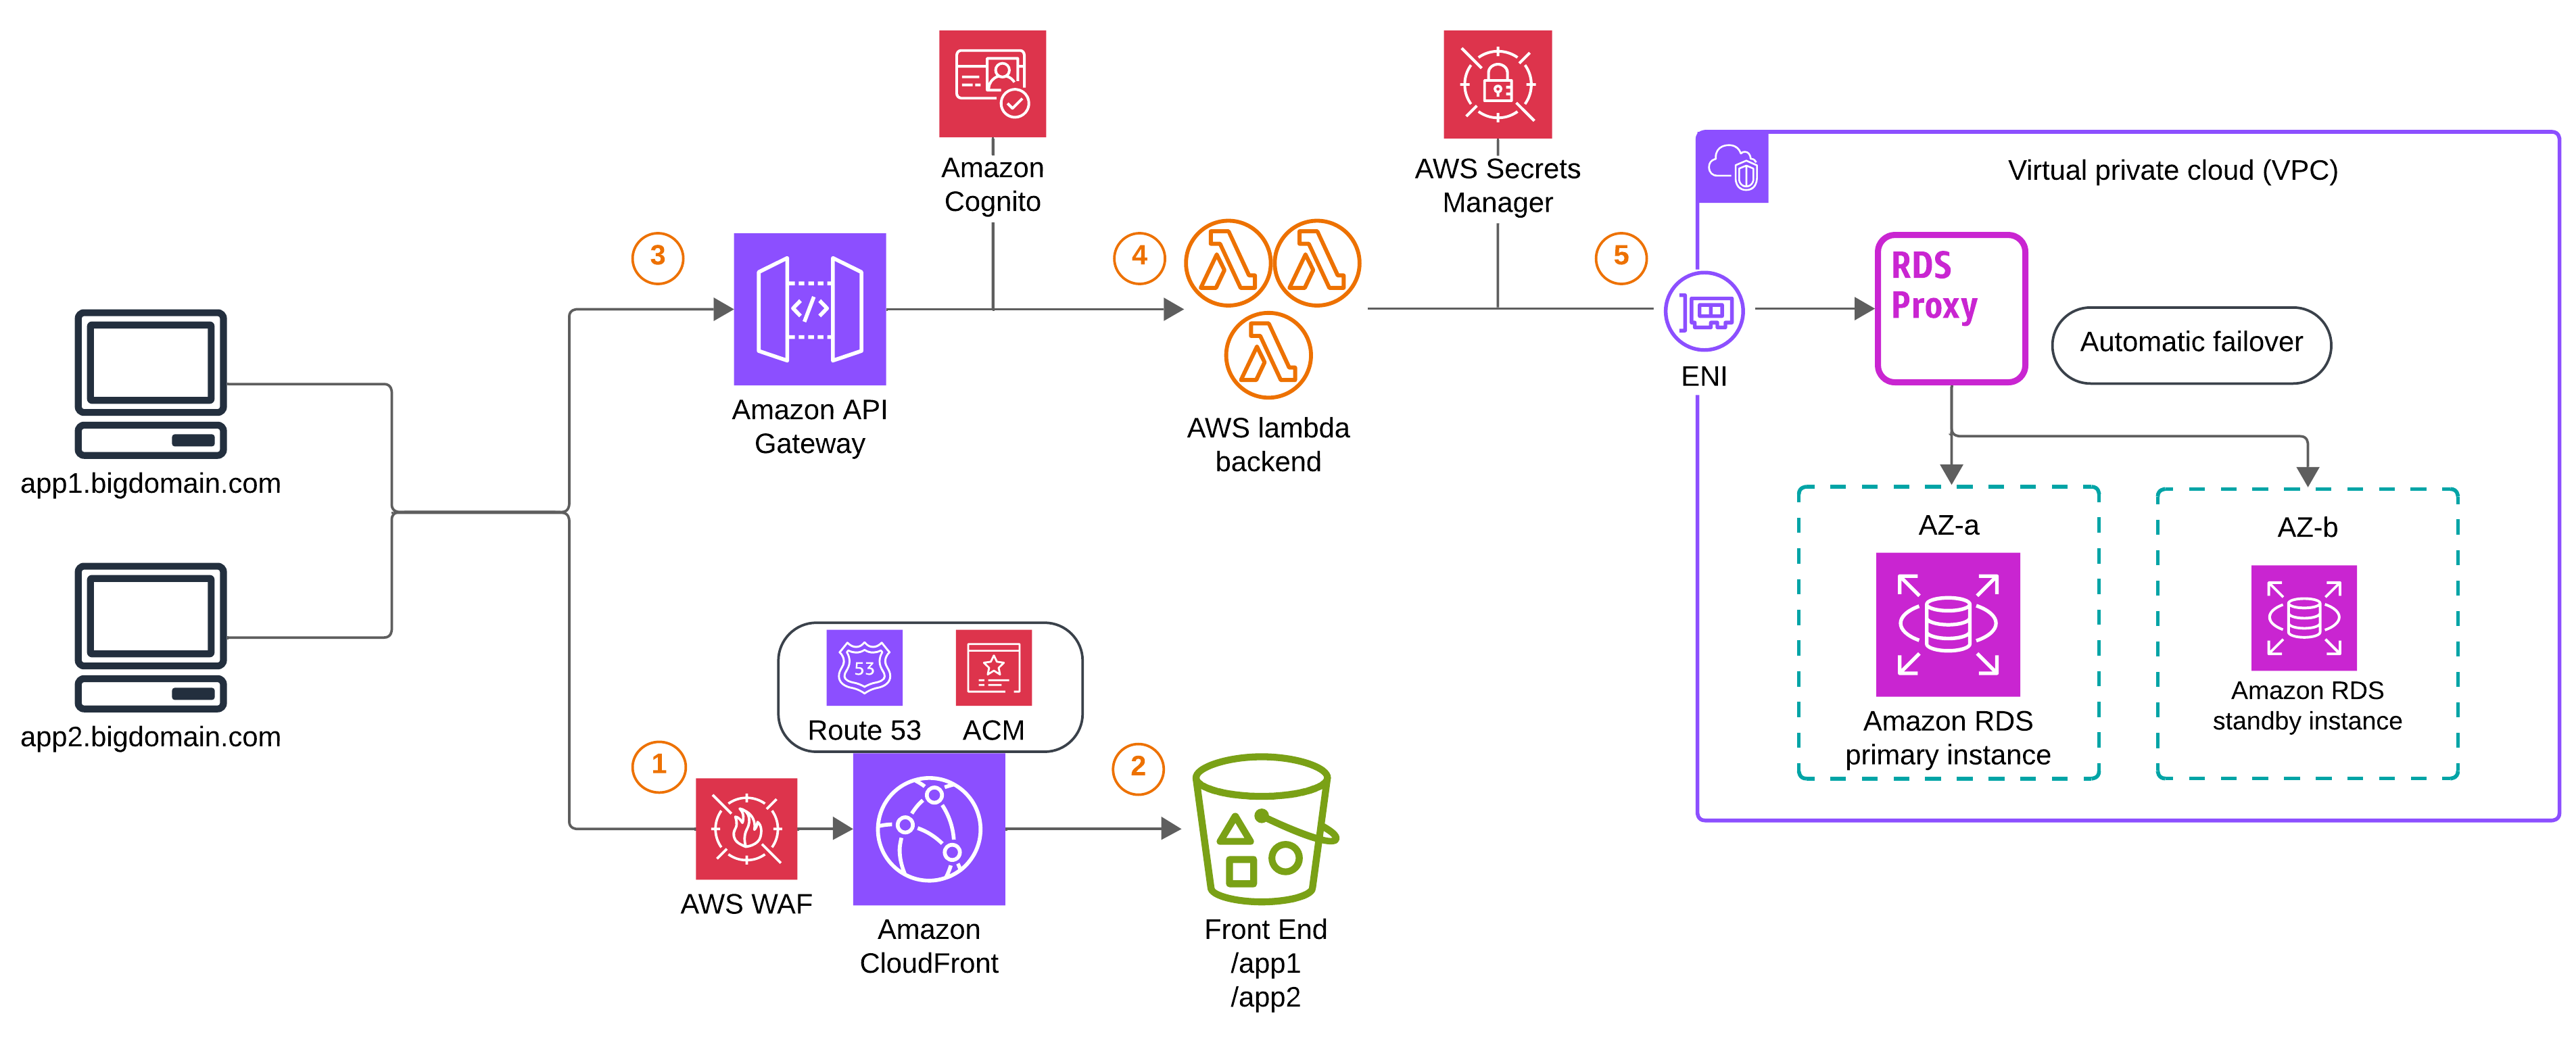 Amazon
Cognito
AWS Secrets
Manager
Virtual private cloud (VPC)
3
4
5
RDS
Proxy
Automatic failover
ENI
Amazon API
Gateway
AWS lambda
backend
app1.bigdomain.com
AZ-a
AZ-b
Amazon RDS
primary instance
Amazon RDS
standby instance
app2.bigdomain.com
53
Route 53
ACM
1
2
AWS WAF
Amazon
CloudFront
Front End
/app1
/app2